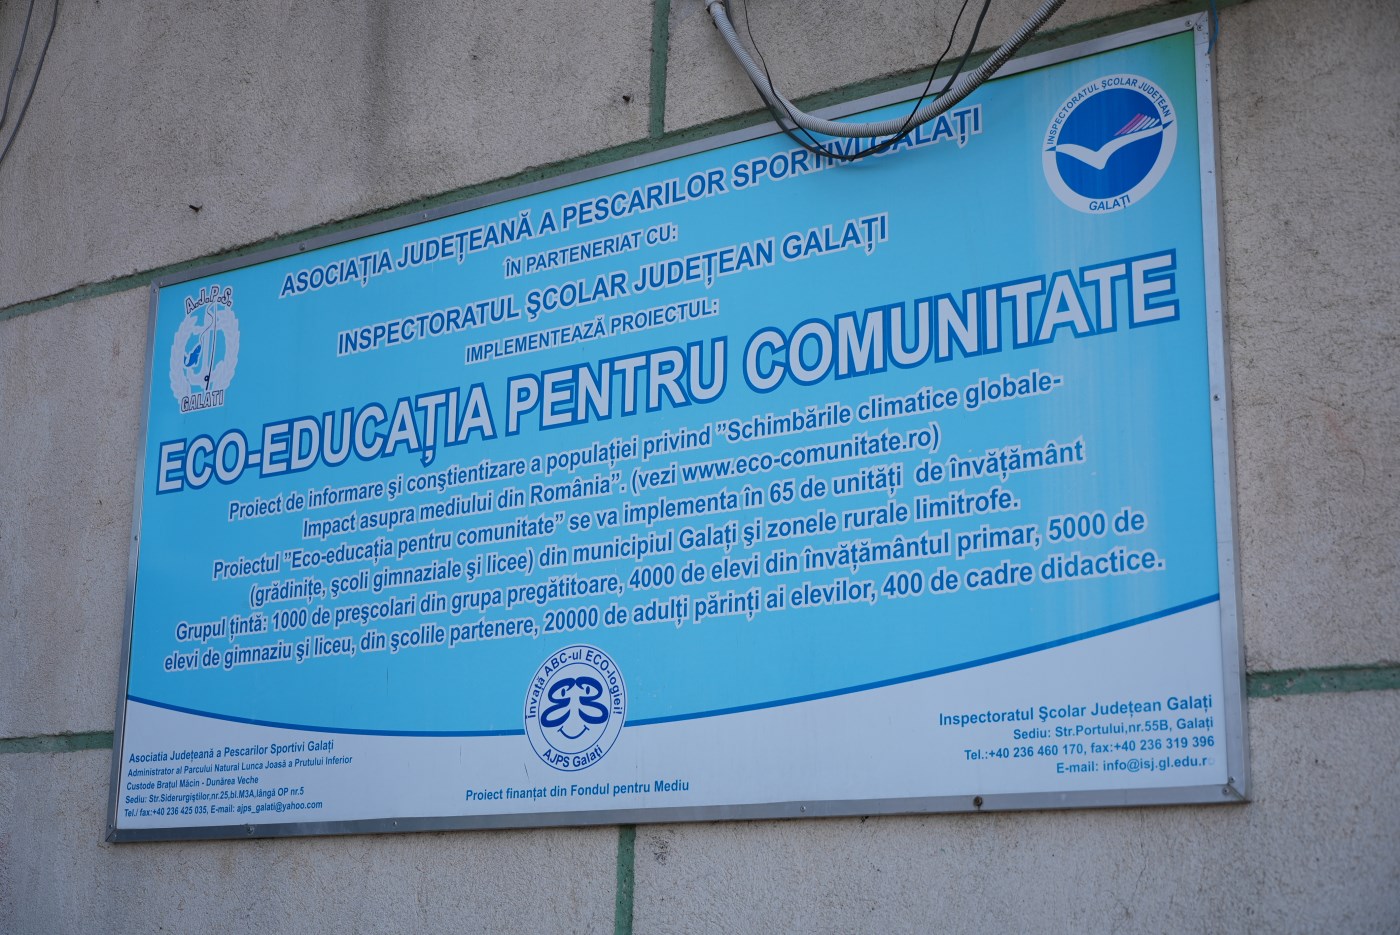 ASOCIAȚIA JUDEȚEANĂ A PESCARILOR SPORTIVI GALAȚI
ÎN PARTENERIAT CU:
INSPECTORATUL ŞCOLAR JUDEȚEAN GALAȚI
IMPLEMENTEAZĂ PROIECTUL:
ECO-EDUCAȚIA PENTRU COMUNITATE
A.J.P.S.
GALATI
INSPECTORATUL ŞCOLAR JUDEȚEAN
GALAȚI
Proiect de informare şi conştientizare a populației privind ”Schimbările climatice globale-
Impact asupra mediului din România”. (vezi www.eco-comunitate.ro)
Proiectul ”Eco-educația pentru comunitate” se va implementa în 65 de unități de învățământ
(grădinițe, şcoli gimnaziale şi licee) din municipiul Galați şi zonele rurale limitrofe.
Grupul țintă: 1000 de preşcolari din grupa pregătitoare, 4000 de elevi din învățământul primar, 5000 de
elevi de gimnaziu şi liceu, din şcolile partenere, 20000 de adulți părinți ai elevilor, 400 de cadre didactice.
Învață ABC-ul ECO-logiei!
AJPS Galați
Asociatia Județeană a Pescarilor Sportivi Galați
Administrator al Parcului Natural Lunca Joasă a Prutului Inferior
Custode Brațul Măcin - Dunărea Veche
Sediu: Str.Siderurgiştilor,nr.25,bl.M3A,lângă OP nr.5
Tel./ fax:+40 236 425 035, E-mail: ajps_galati@yahoo.com
Proiect finanțat din Fondul pentru Mediu
Inspectoratul Şcolar Județean Galați
Sediu: Str.Portului,nr.55B, Galați
Tel.:+40 236 460 170, fax:+40 236 319 396
E-mail: info@isj.gl.edu.ro